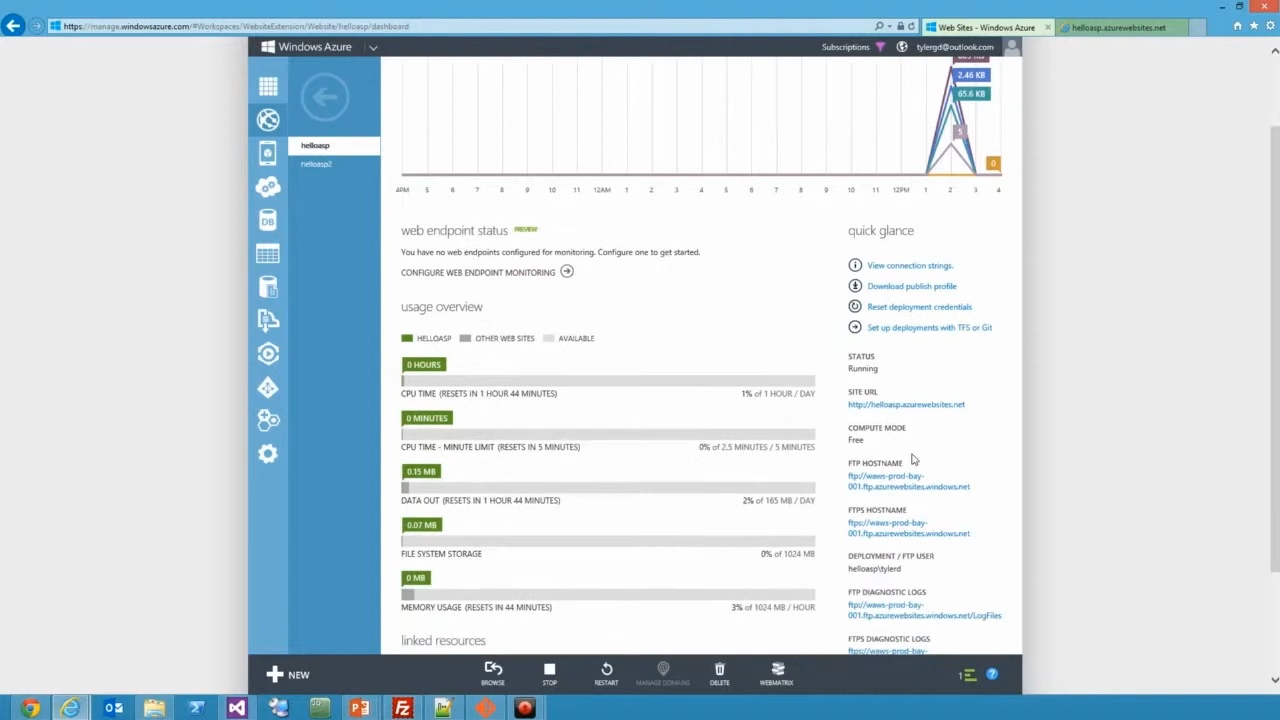 https://manage.windowsazure.com/#Workspaces/WebsiteExtension/Website/helloasp/dashboard
Web Sites - Windows Azure
helloasp.azurewebsites.net
Windows Azure
Subscriptions
tylergd@outlook.com
2.46 KB
65.6 KB
5
0
4PM 5 6 7 8 9 10 11 12AM 1 2 3 4 5 6 7 8 9 10 11 12PM 1 2 3 4
helloasp
helloasp2
DB
web endpoint status PREVIEW
You have no web endpoints configured for monitoring. Configure one to get started.
CONFIGURE WEB ENDPOINT MONITORING
usage overview
HELLOASP OTHER WEB SITES AVAILABLE
0 HOURS
CPU TIME (RESETS IN 1 HOUR 44 MINUTES) 1% of 1 HOUR / DAY
0 MINUTES
CPU TIME - MINUTE LIMIT (RESETS IN 5 MINUTES) 0% of 2.5 MINUTES / 5 MINUTES
0.15 MB
DATA OUT (RESETS IN 1 HOUR 44 MINUTES) 2% of 165 MB / DAY
0.07 MB
FILE SYSTEM STORAGE 0% of 1024 MB
0 MB
MEMORY USAGE (RESETS IN 44 MINUTES) 3% of 1024 MB / HOUR
linked resources
quick glance
View connection strings.
Download publish profile
Reset deployment credentials
Set up deployments with TFS or Git
STATUS
Running
SITE URL
http://helloasp.azurewebsites.net
COMPUTE MODE
Free
FTP HOSTNAME
ftp://waws-prod-bay-
001.ftp.azurewebsites.windows.net
FTPS HOSTNAME
ftps://waws-prod-bay-
001.ftp.azurewebsites.windows.net
DEPLOYMENT / FTP USER
helloasp\tylerd
FTP DIAGNOSTIC LOGS
ftp://waws-prod-bay-
001.ftp.azurewebsites.windows.net/LogFiles
FTPS DIAGNOSTIC LOGS
ftps://waws-prod-bay-
NEW
BROWSE
STOP
RESTART
MANAGE DOMAINS
DELETE
WEBMATRIX
1
?